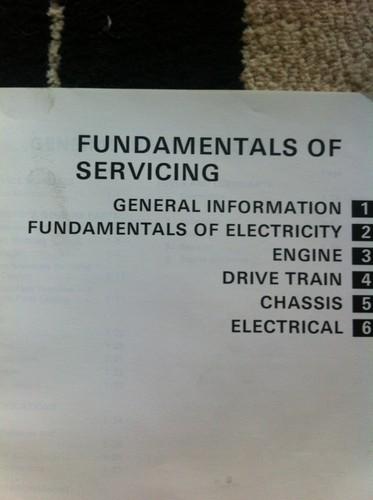 FUNDAMENTALS OF
SERVICING
GENERAL INFORMATION 1
FUNDAMENTALS OF ELECTRICITY 2
ENGINE 3
DRIVE TRAIN 4
CHASSIS 5
ELECTRICAL 6